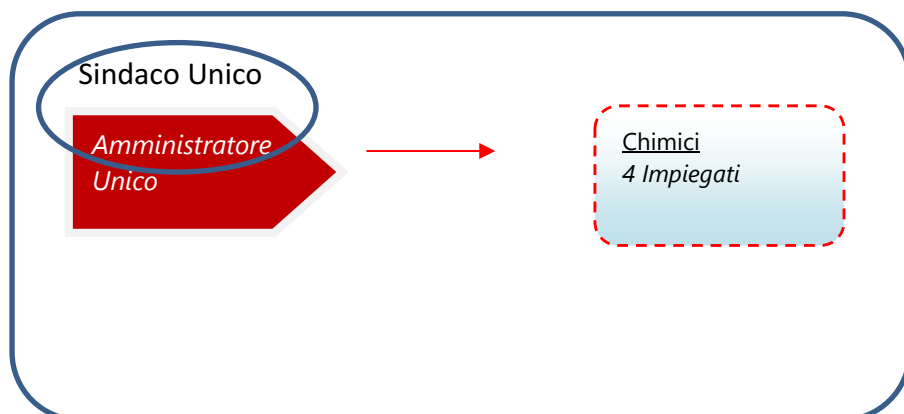 Sindaco Unico
Amministratore
Unico
Chimici
4 Impiegati